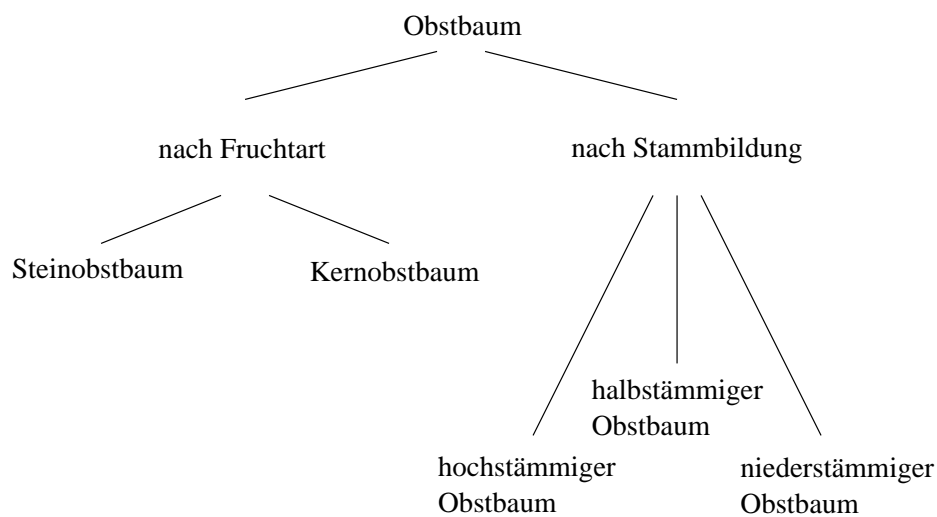 Obstbaum
nach Fruchtart
nach Stammbildung
Steinobstbaum
Kernobstbaum
halbstämmiger
Obstbaum
hochstämmiger
Obstbaum
niederstämmiger
Obstbaum